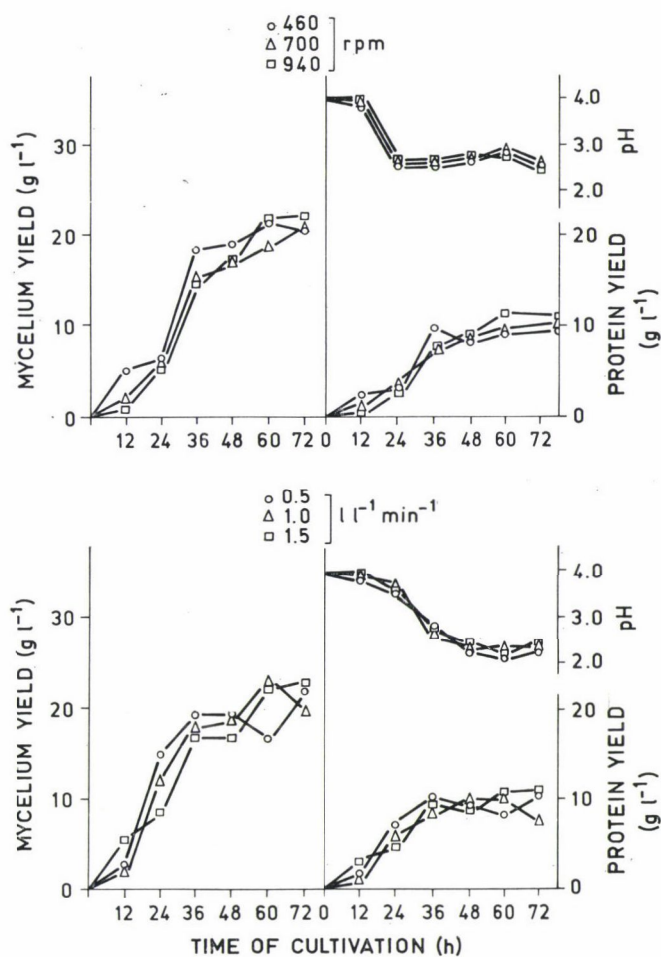 460
700 rpm
940
30
20
10
0
MYCELIUM YIELD (g l⁻¹)
12 24 36 48 60 72
4.0
3.0
2.0
pH
20
10
0
PROTEIN YIELD (g l⁻¹)
0 12 24 36 48 60 72
0.5
1.0 l l⁻¹ min⁻¹
1.5
30
20
10
0
MYCELIUM YIELD (g l⁻¹)
12 24 36 48 60 72
4.0
3.0
2.0
pH
20
10
0
PROTEIN YIELD (g l⁻¹)
0 12 24 36 48 60 72
TIME OF CULTIVATION (h)